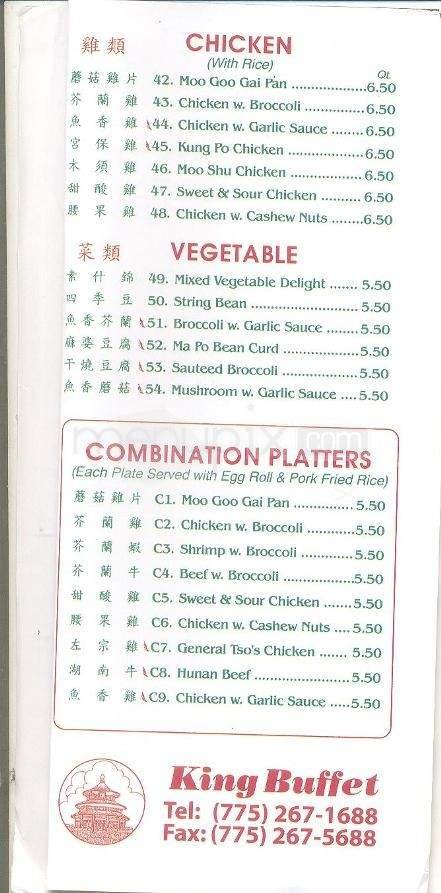 雞類 CHICKEN
(With Rice)
Qt.
蘑菇雞片 42. Moo Goo Gai Pan ..................6.50
芥蘭雞 43. Chicken w. Broccoli ...............6.50
魚香雞 44. Chicken w. Garlic Sauce ....... 6.50
宮保雞 45. Kung Po Chicken ..................6.50
木須雞 46. Moo Shu Chicken ................ 6.50
甜酸雞 47. Sweet & Sour Chicken .......... 6.50
腰果雞 48. Chicken w. Cashew Nuts .......6.50
菜類 VEGETABLE
素什錦 49. Mixed Vegetable Delight ....... 5.50
四季豆 50. String Bean ........................... 5.50
魚香芥蘭 51. Broccoli w. Garlic Sauce ...... 5.50
麻婆豆腐 52. Ma Po Bean Curd ................. 5.50
干燒豆腐 53. Sauteed Broccoli .................. 5.50
魚香蘑菇 54. Mushroom w. Garlic Sauce ....5.50
menupix.com
COMBINATION PLATTERS
(Each Plate Served with Egg Roll & Pork Fried Rice)
蘑菇雞片 C1. Moo Goo Gai Pan ................ 5.50
芥蘭雞 C2. Chicken w. Broccoli ............5.50
芥蘭蝦 C3. Shrimp w. Broccoli ............. 5.50
芥蘭牛 C4. Beef w. Broccoli ................. 5.50
甜酸雞 C5. Sweet & Sour Chicken ....... 5.50
腰果雞 C6. Chicken w. Cashew Nuts .... 5.50
左宗雞 C7. General Tso's Chicken ....... 5.50
湖南牛 C8. Hunan Beef ....................... 5.50
魚香雞 C9. Chicken w. Garlic Sauce .....5.50
King Buffet
Tel: (775) 267-1688
Fax: (775) 267-5688